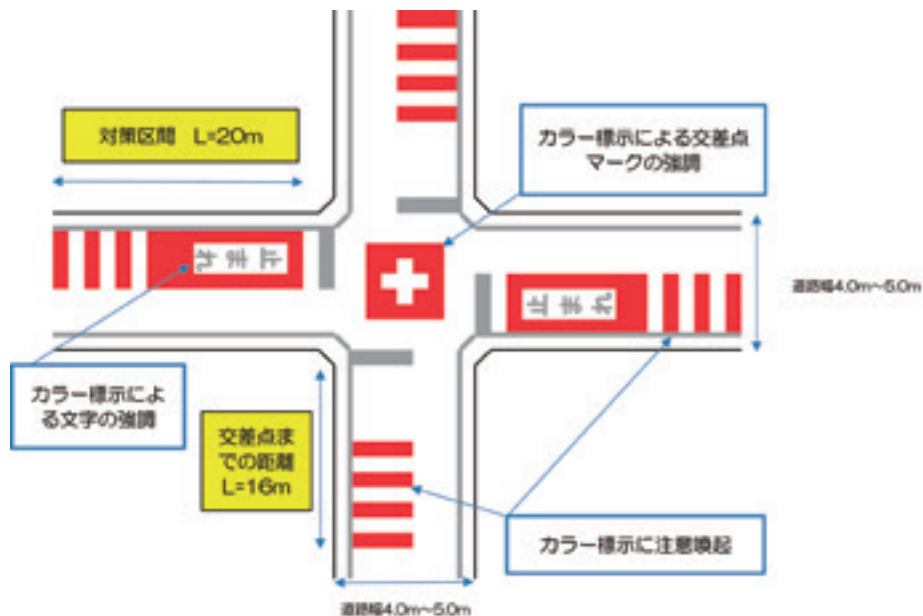 対策区間 L=20m
カラー標示による交差点
マークの強調
止まれ
止まれ
道路幅4.0m～5.0m
カラー標示によ
る文字の強調
交差点ま
での距離
L=16m
カラー標示に注意喚起
道路幅4.0m～5.0m